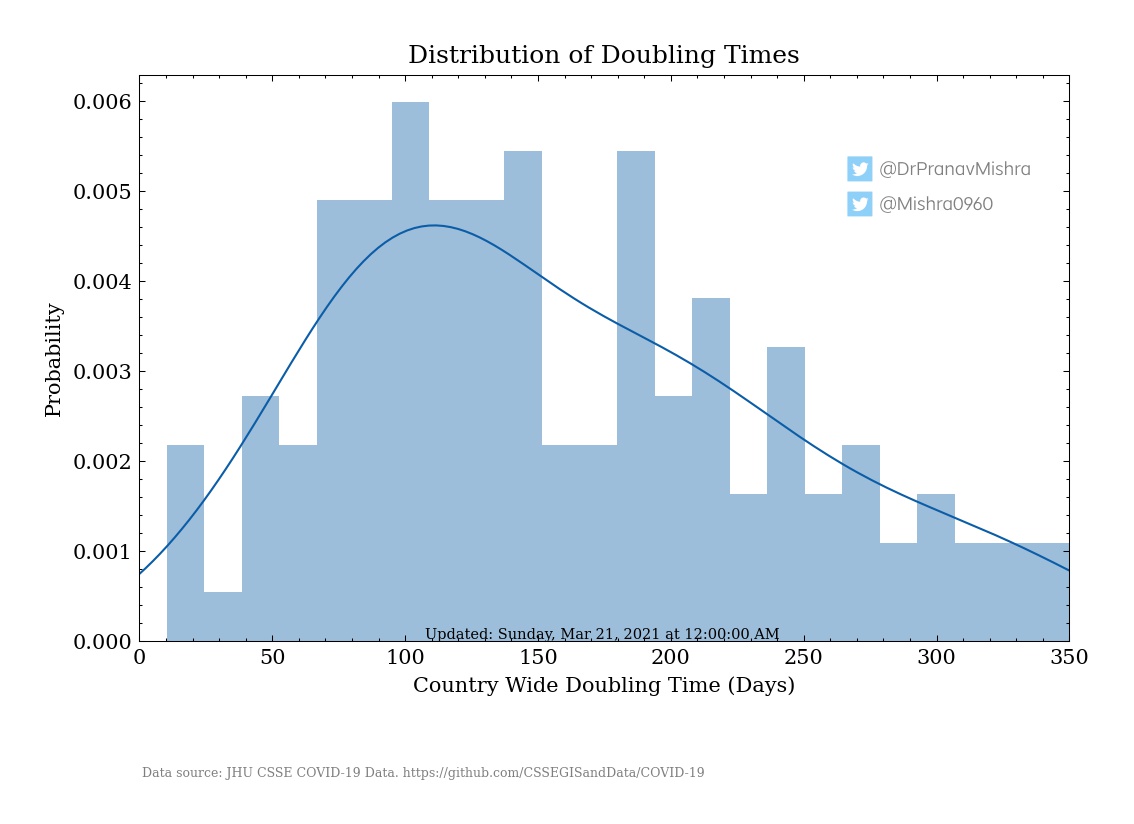 Distribution of Doubling Times
0.006
0.005
0.004
0.003
0.002
0.001
0.000
Probability
@DrPranavMishra
@Mishra0960
Updated: Sunday, Mar 21, 2021 at 12:00:00 AM
0 50 100 150 200 250 300 350
Country Wide Doubling Time (Days)
Data source: JHU CSSE COVID-19 Data. https://github.com/CSSEGISandData/COVID-19